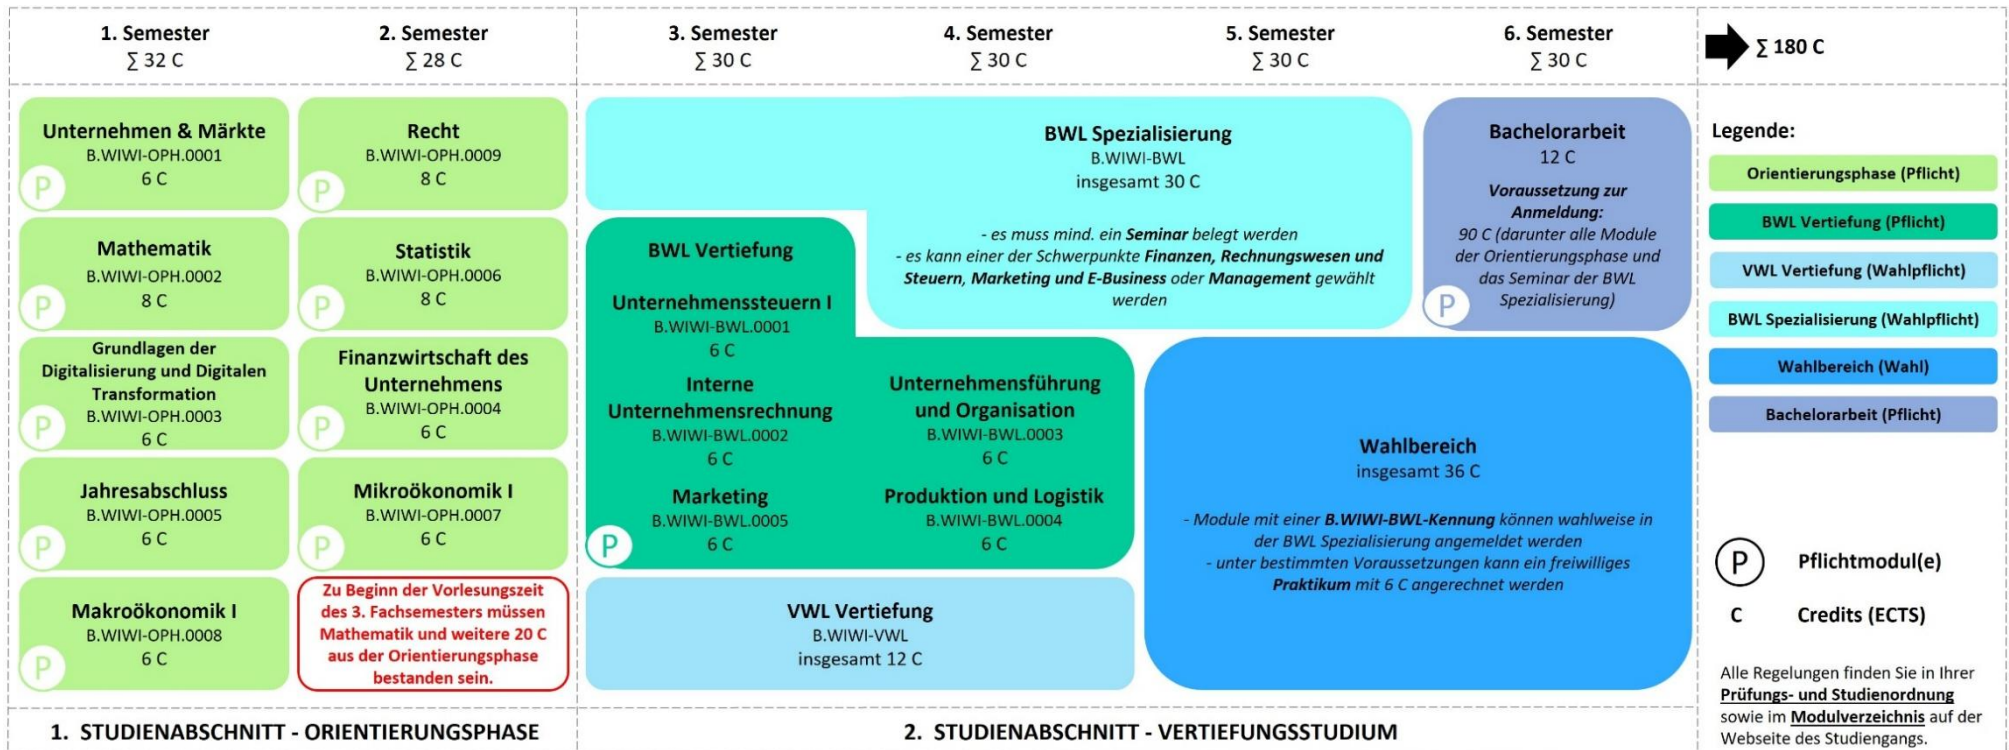 1. Semester
∑ 32 C
2. Semester
∑ 28 C
3. Semester
∑ 30 C
4. Semester
∑ 30 C
5. Semester
∑ 30 C
6. Semester
∑ 30 C
∑ 180 C
Unternehmen & Märkte
B.WIWI-OPH.0001
6 C
P
Mathematik
B.WIWI-OPH.0002
8 C
P
Grundlagen der
Digitalisierung und Digitalen
Transformation
B.WIWI-OPH.0003
6 C
P
Jahresabschluss
B.WIWI-OPH.0005
6 C
P
Makroökonomik I
B.WIWI-OPH.0008
6 C
P
Recht
B.WIWI-OPH.0009
8 C
P
Statistik
B.WIWI-OPH.0006
8 C
P
Finanzwirtschaft des
Unternehmens
B.WIWI-OPH.0004
6 C
P
Mikroökonomik I
B.WIWI-OPH.0007
6 C
P
Zu Beginn der Vorlesungszeit
des 3. Fachsemesters müssen
Mathematik und weitere 20 C
aus der Orientierungsphase
bestanden sein.
BWL Spezialisierung
B.WIWI-BWL
insgesamt 30 C
- es muss mind. ein Seminar belegt werden
- es kann einer der Schwerpunkte Finanzen, Rechnungswesen und
Steuern, Marketing und E-Business oder Management gewählt
werden
BWL Vertiefung
Unternehmenssteuern I
B.WIWI-BWL.0001
6 C
Interne
Unternehmensrechnung
B.WIWI-BWL.0002
6 C
Marketing
B.WIWI-BWL.0005
6 C
P
Unternehmensführung
und Organisation
B.WIWI-BWL.0003
6 C
Produktion und Logistik
B.WIWI-BWL.0004
6 C
VWL Vertiefung
B.WIWI-VWL
insgesamt 12 C
Bachelorarbeit
12 C
Voraussetzung zur
Anmeldung:
90 C (darunter alle Module
der Orientierungsphase und
das Seminar der BWL
Spezialisierung)
P
Wahlbereich
insgesamt 36 C
- Module mit einer B.WIWI-BWL-Kennung können wahlweise in
der BWL Spezialisierung angemeldet werden
- unter bestimmten Voraussetzungen kann ein freiwilliges
Praktikum mit 6 C angerechnet werden
Legende:
Orientierungsphase (Pflicht)
BWL Vertiefung (Pflicht)
VWL Vertiefung (Wahlpflicht)
BWL Spezialisierung (Wahlpflicht)
Wahlbereich (Wahl)
Bachelorarbeit (Pflicht)
P Pflichtmodul(e)
C Credits (ECTS)
Alle Regelungen finden Sie in Ihrer
Prüfungs- und Studienordnung
sowie im Modulverzeichnis auf der
Webseite des Studiengangs.
1. STUDIENABSCHNITT - ORIENTIERUNGSPHASE
2. STUDIENABSCHNITT - VERTIEFUNGSSTUDIUM